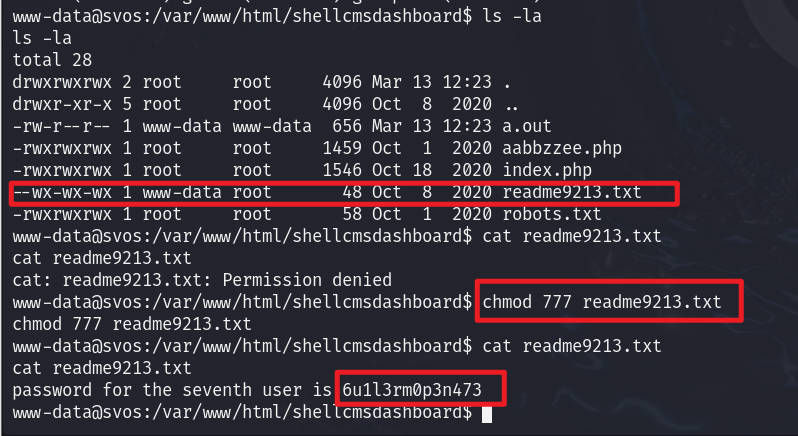 www-data@svos:/var/www/html/shellcmsdashboard$ ls -la
ls -la
total 28
drwxrwxrwx 2 root     root     4096 Mar 13 12:23 .
drwxr-xr-x 5 root     root     4096 Oct  8  2020 ..
-rw-r--r-- 1 www-data www-data  656 Mar 13 12:23 a.out
-rwxrwxrwx 1 root     root     1459 Oct  1  2020 aabbzzee.php
-rwxrwxrwx 1 root     root     1546 Oct 18  2020 index.php
--wx-wx-wx 1 www-data root       48 Oct  8  2020 readme9213.txt
-rwxrwxrwx 1 root     root       58 Oct  1  2020 robots.txt
www-data@svos:/var/www/html/shellcmsdashboard$ cat readme9213.txt
cat readme9213.txt
cat: readme9213.txt: Permission denied
www-data@svos:/var/www/html/shellcmsdashboard$ chmod 777 readme9213.txt
chmod 777 readme9213.txt
www-data@svos:/var/www/html/shellcmsdashboard$ cat readme9213.txt
cat readme9213.txt
password for the seventh user is 6u1l3rm0p3n473
www-data@svos:/var/www/html/shellcmsdashboard$